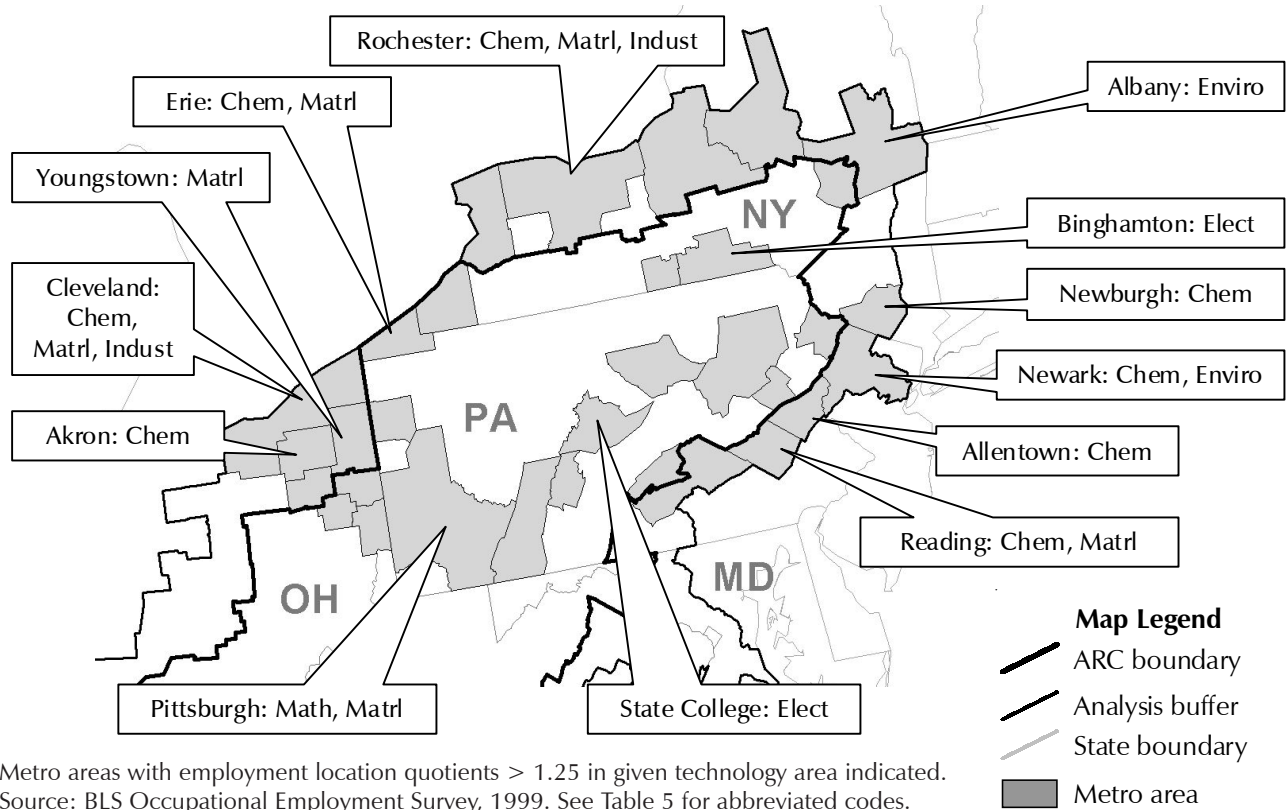 Rochester: Chem, Matrl, Indust
Erie: Chem, Matrl
Albany: Enviro
Youngstown: Matrl
NY
Binghamton: Elect
Cleveland:
Chem,
Matrl, Indust
Newburgh: Chem
Newark: Chem, Enviro
PA
Akron: Chem
Allentown: Chem
Reading: Chem, Matrl
OH
MD
Map Legend
ARC boundary
Analysis buffer
State boundary
Metro area
Pittsburgh: Math, Matrl
State College: Elect
Metro areas with employment location quotients > 1.25 in given technology area indicated.
Source: BLS Occupational Employment Survey, 1999. See Table 5 for abbreviated codes.